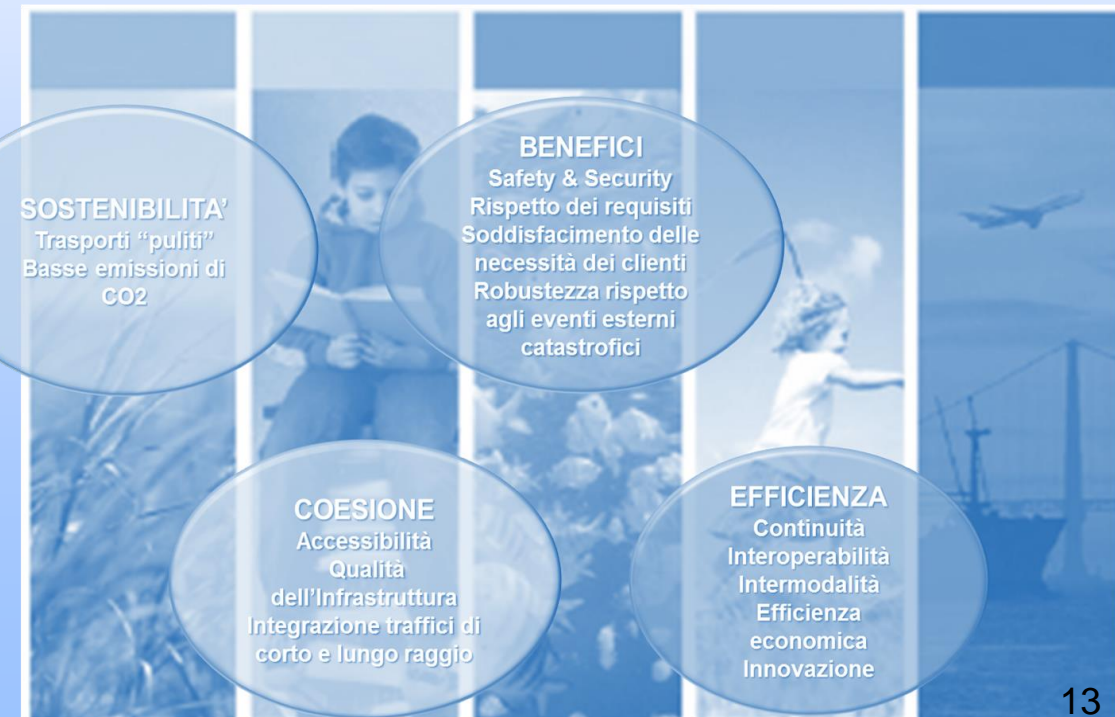 SOSTENIBILITA’
Trasporti “puliti”
Basse emissioni di
CO2
BENEFICI
Safety & Security
Rispetto dei requisiti
Soddisfacimento delle
necessità dei clienti
Robustezza rispetto
agli eventi esterni
catastrofici
COESIONE
Accessibilità
Qualità
dell’Infrastruttura
Integrazione traffici di
corto e lungo raggio
EFFICIENZA
Continuità
Interoperabilità
Intermodalità
Efficienza
economica
Innovazione
13